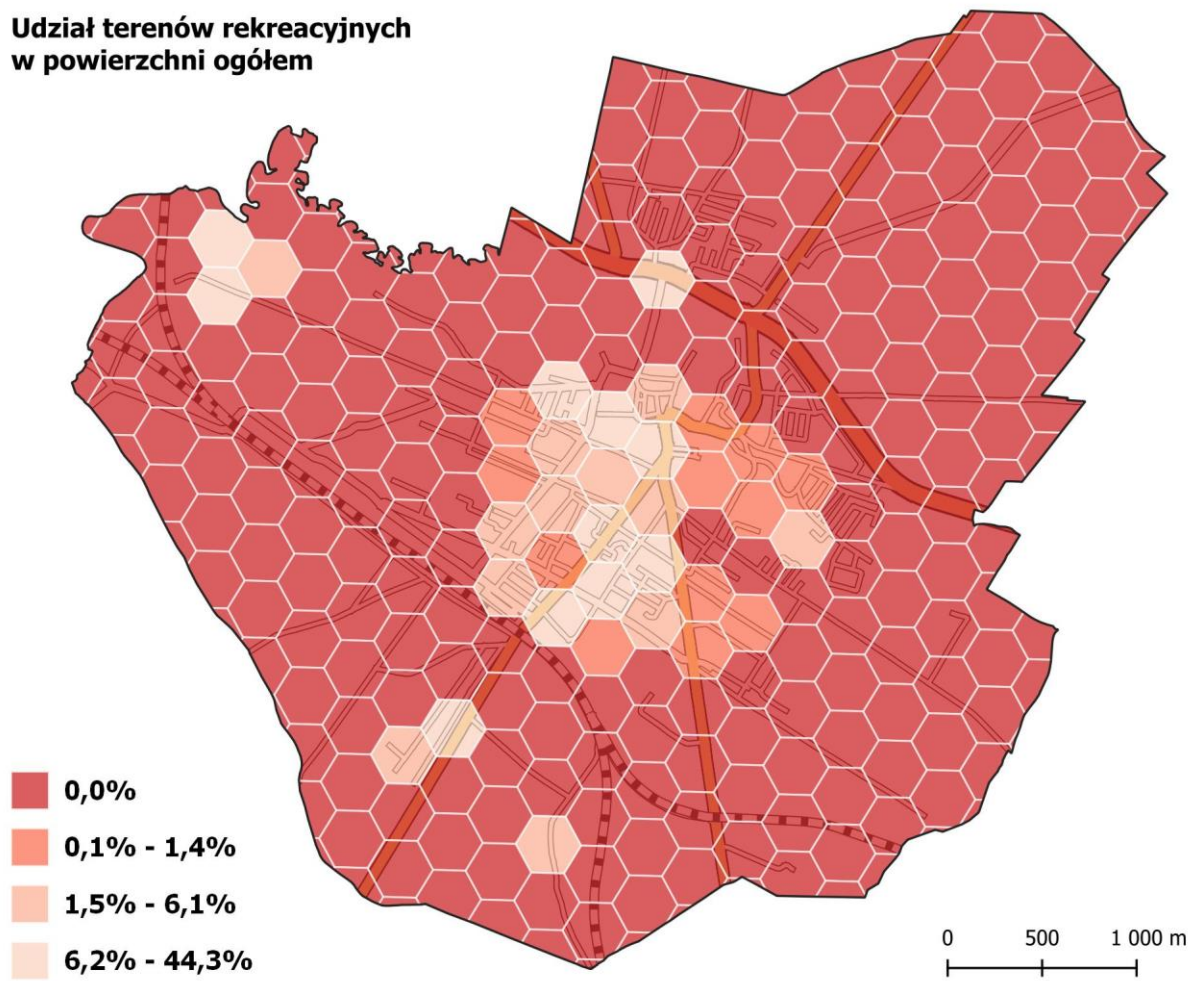 Udział terenów rekreacyjnych
w powierzchni ogółem
0,0%
0,1% - 1,4%
1,5% - 6,1%
6,2% - 44,3%
0 500 1 000 m